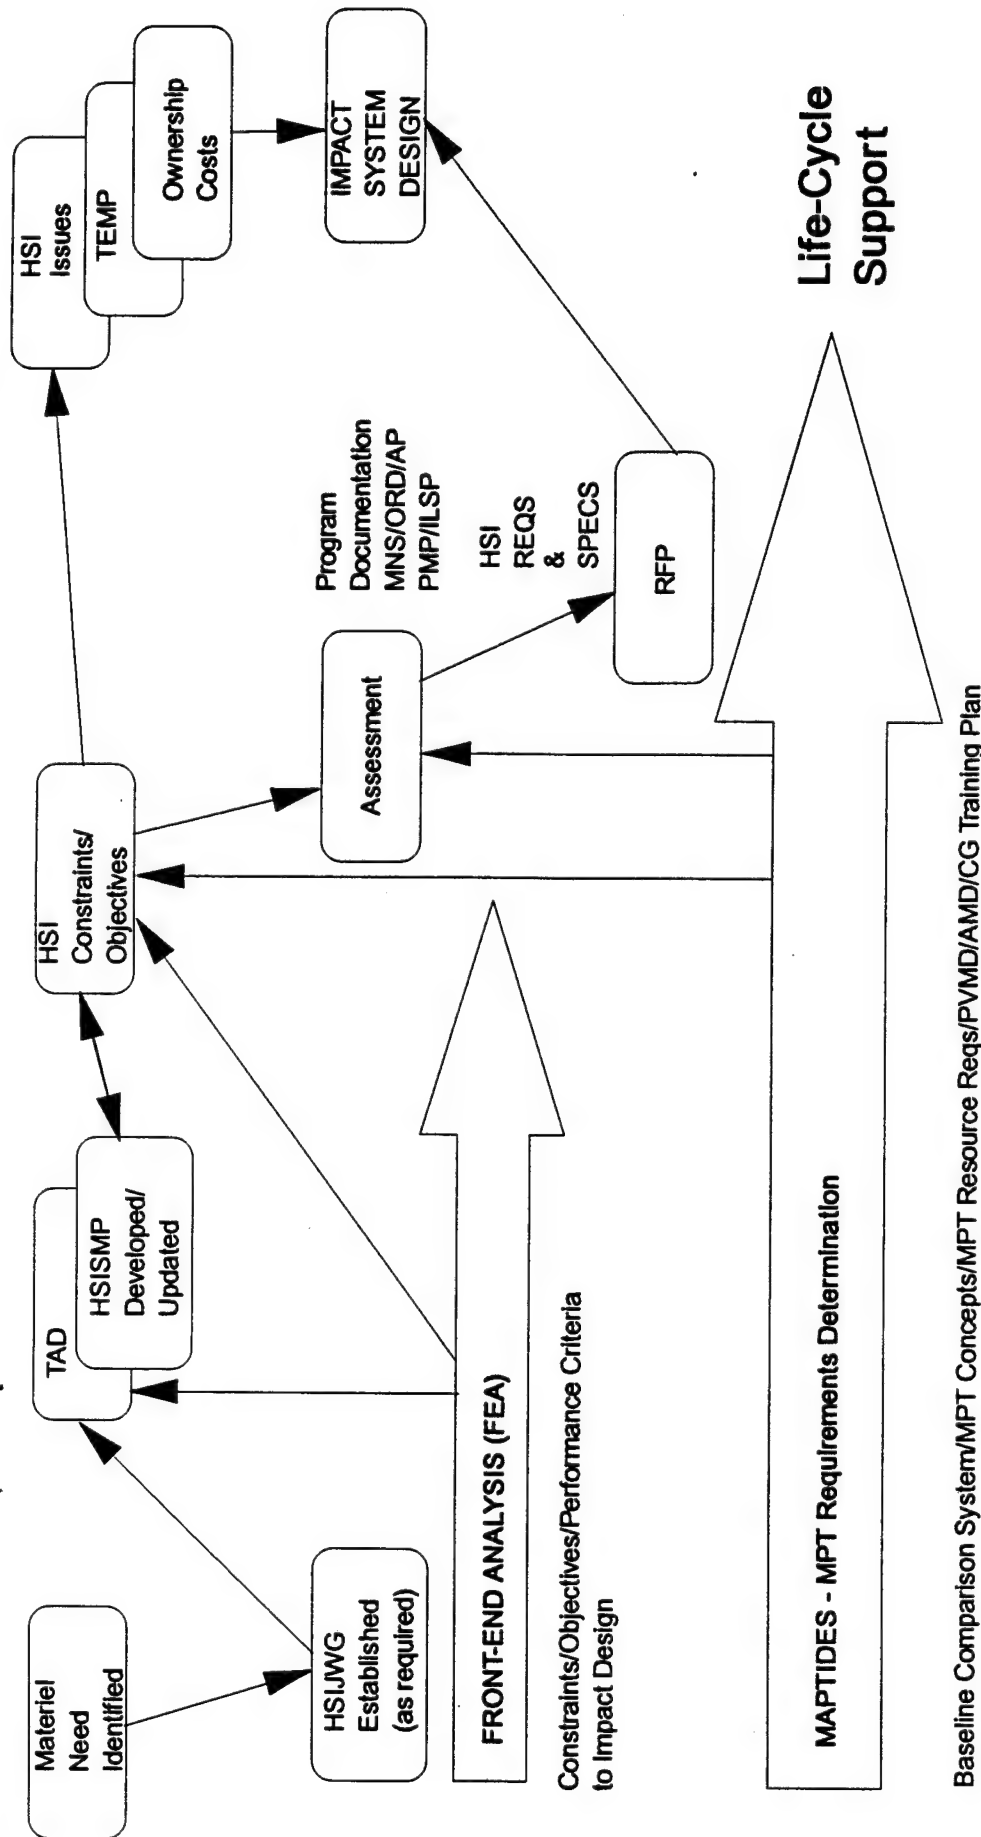 Materiel
Need
Identified
HSIJWG
Established
(as required)
TAD
HSISMP
Developed/
Updated
HSI
Constraints/
Objectives
HSI
Issues
TEMP
Ownership
Costs
IMPACT
SYSTEM
DESIGN
Assessment
Program
Documentation
MNS/ORD/AP
PMP/ILSP
HSI
REQS
&
SPECS
RFP
FRONT-END ANALYSIS (FEA)
Constraints/Objectives/Performance Criteria
to Impact Design
MAPTIDES - MPT Requirements Determination
Life-Cycle
Support
Baseline Comparison System/MPT Concepts/MPT Resource Reqs/PVMD/AMD/CG Training Plan